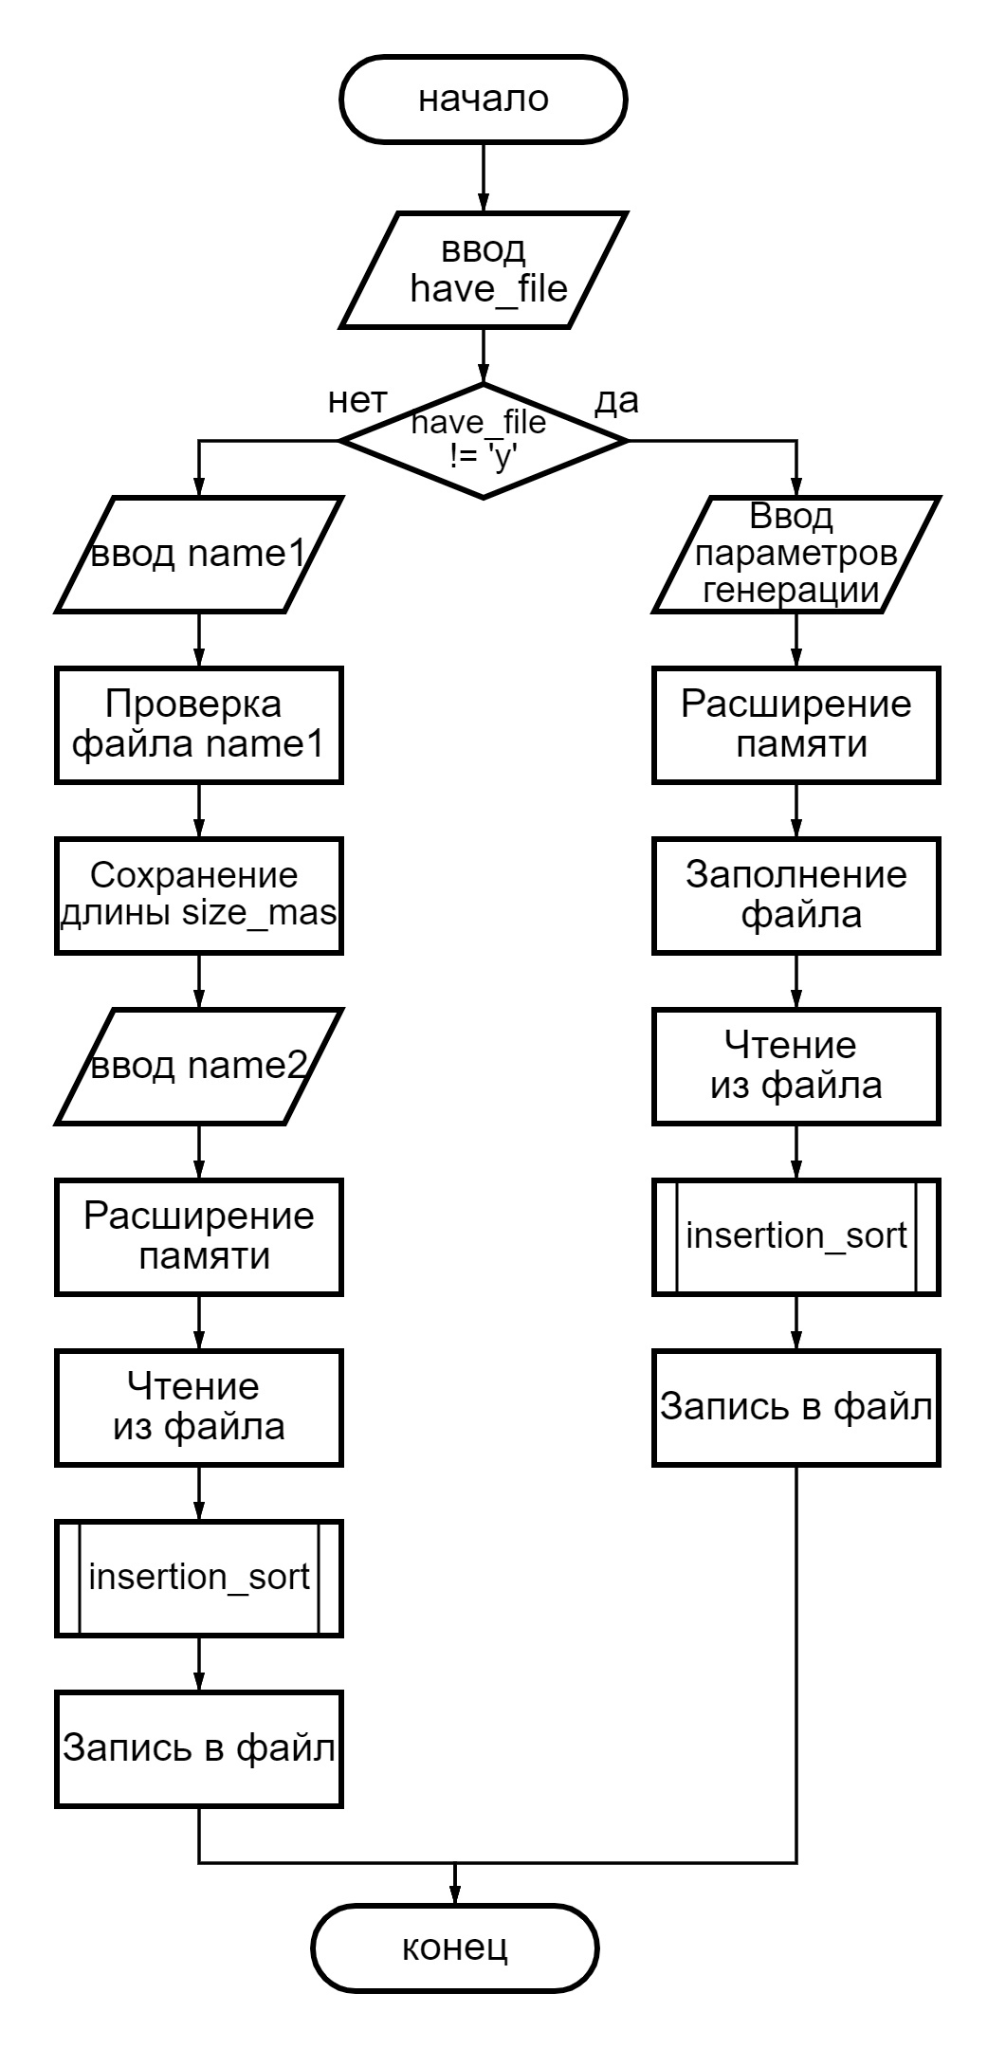 начало
ввод
have_file
нет
да
have_file
!= 'y'
ввод name1
Проверка
файла name1
Сохранение
длины size_mas
ввод name2
Расширение
памяти
Чтение
из файла
insertion_sort
Запись в файл
Ввод
параметров
генерации
Расширение
памяти
Заполнение
файла
Чтение
из файла
insertion_sort
Запись в файл
конец